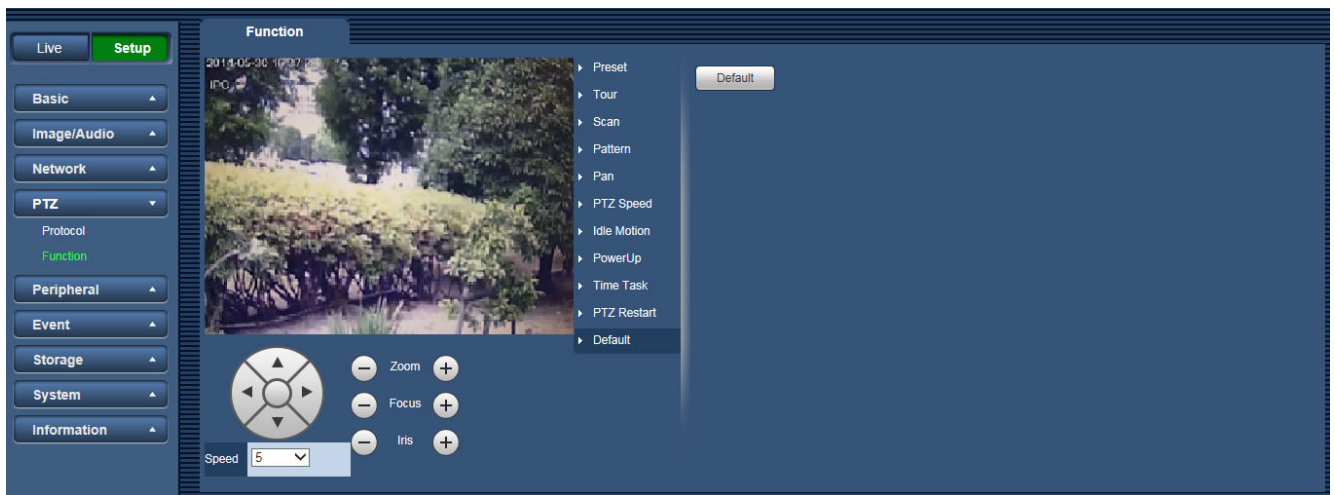 Function
Live Setup
Basic
Image/Audio
Network
PTZ
Protocol
Function
Peripheral
Event
Storage
System
Information
IPC
Preset
Tour
Scan
Pattern
Pan
PTZ Speed
Idle Motion
PowerUp
Time Task
PTZ Restart
Default
Default
Zoom
Focus
Iris
Speed 5